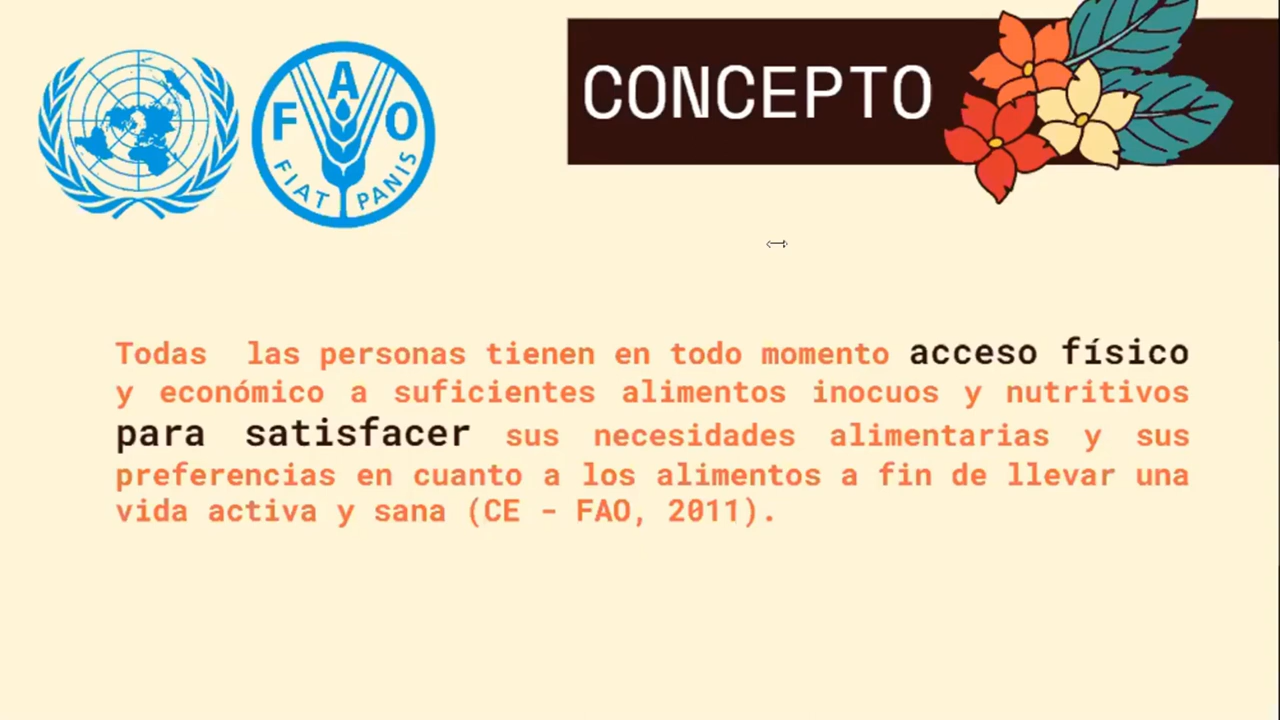 FAO
FIAT PANIS
CONCEPTO
Todas las personas tienen en todo momento acceso físico
y económico a suficientes alimentos inocuos y nutritivos
para satisfacer sus necesidades alimentarias y sus
preferencias en cuanto a los alimentos a fin de llevar una
vida activa y sana (CE - FAO, 2011).